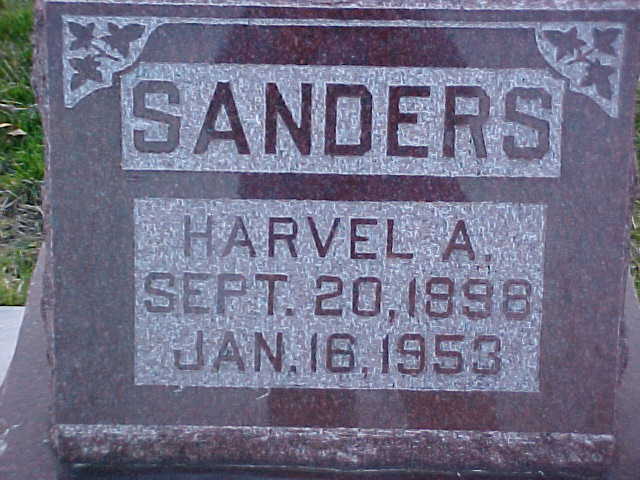 SANDERS
HARVEL A.
SEPT. 20, 1898
JAN. 16, 1953